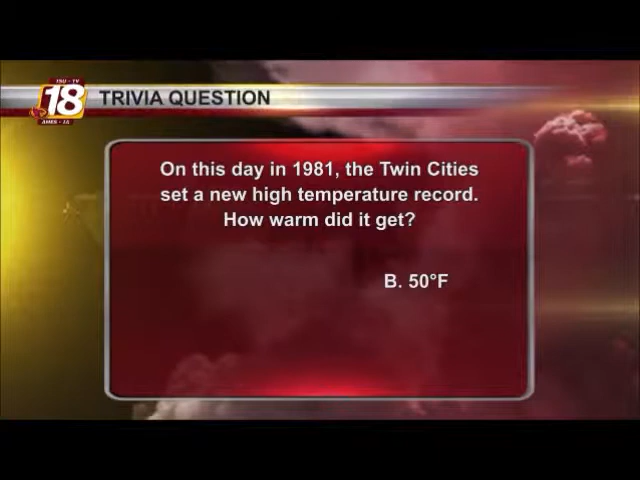 ISU - TV
18
AMES - IA
TRIVIA QUESTION
On this day in 1981, the Twin Cities
set a new high temperature record.
How warm did it get?
B. 50°F